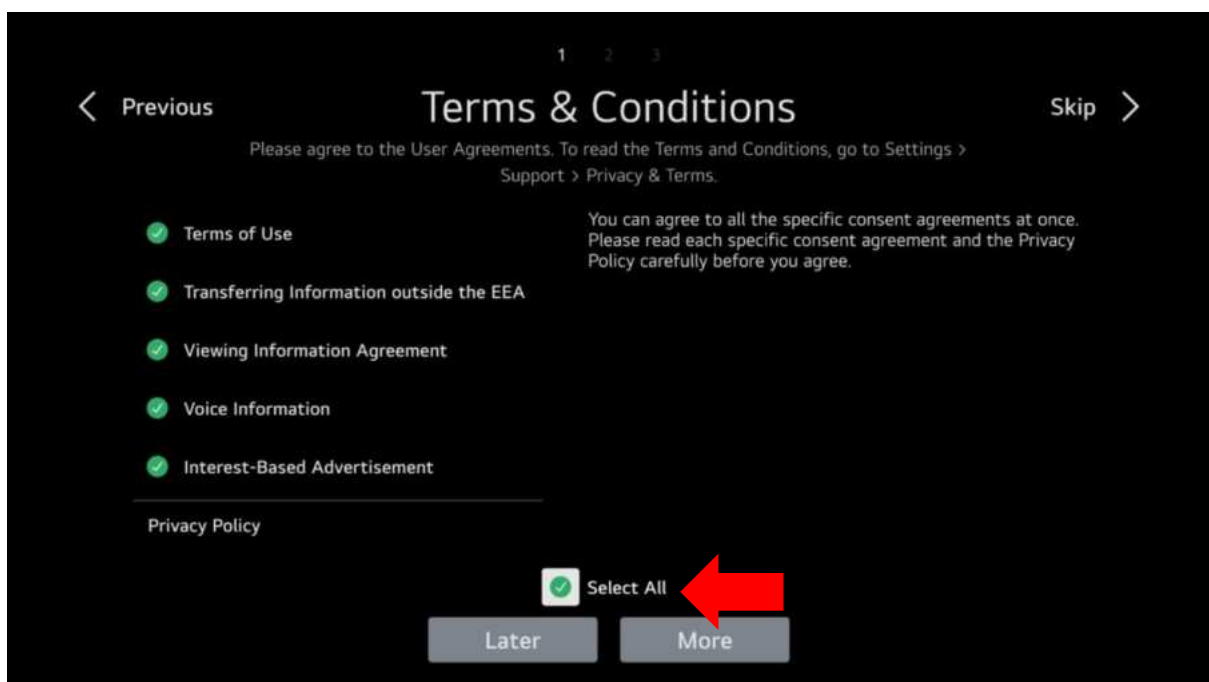 1 2 3
Previous
Terms & Conditions
Skip
Please agree to the User Agreements. To read the Terms and Conditions, go to Settings >
Support > Privacy & Terms.
Terms of Use
Transferring Information outside the EEA
Viewing Information Agreement
Voice Information
Interest-Based Advertisement
Privacy Policy
You can agree to all the specific consent agreements at once.
Please read each specific consent agreement and the Privacy
Policy carefully before you agree.
Select All
Later
More